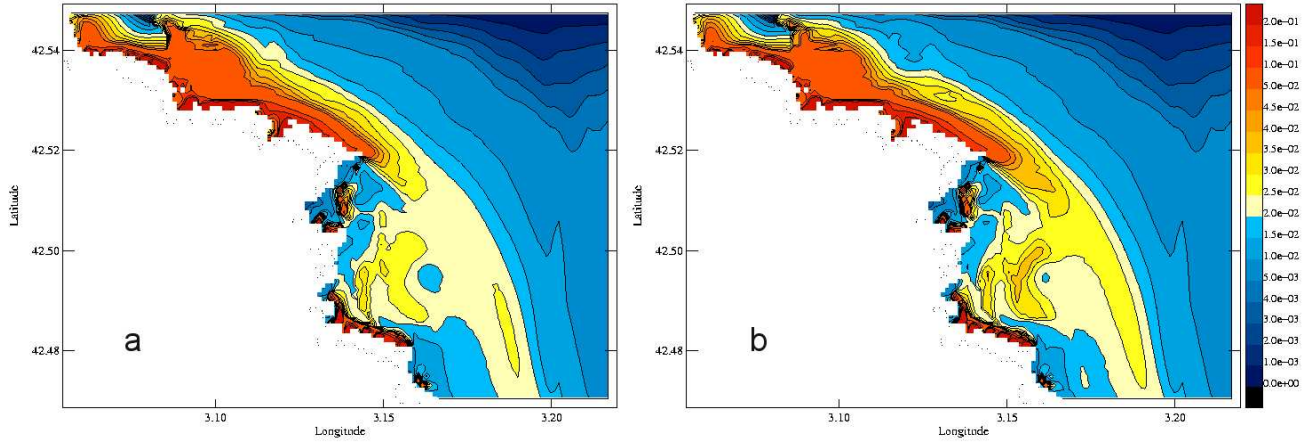 42.54
42.52
42.50
42.48
Latitude
3.10
3.15
3.20
Longitude
a
42.54
42.52
42.50
42.48
Latitude
3.10
3.15
3.20
Longitude
b
2.0e-01
1.5e-01
1.0e-01
5.0e-02
4.5e-02
4.0e-02
3.5e-02
3.0e-02
2.5e-02
2.0e-02
1.5e-02
1.0e-02
5.0e-03
4.0e-03
3.0e-03
2.0e-03
1.0e-03
0.0e+00